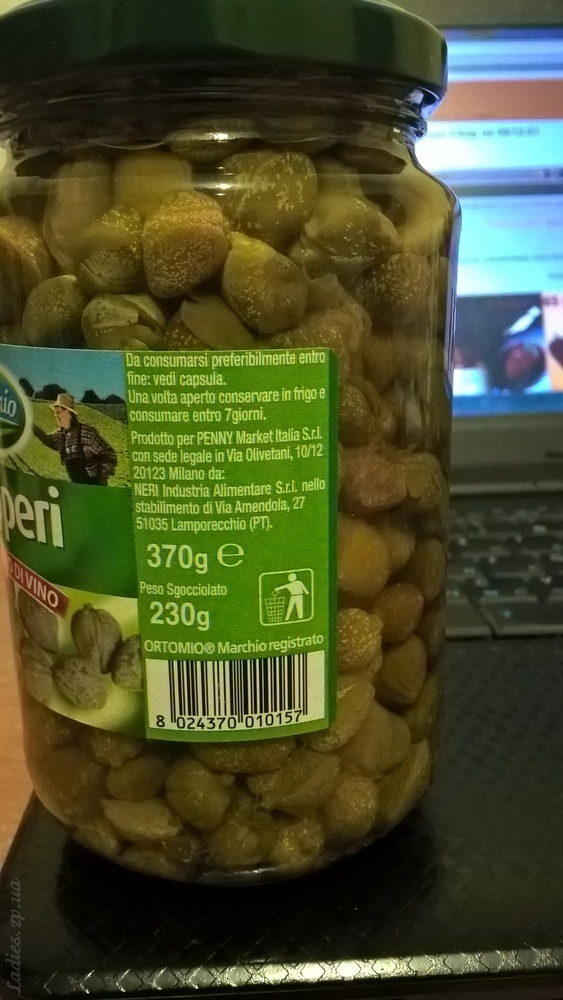 Da consumarsi preferibilmente entro
fine: vedi capsula.
Una volta aperto conservare in frigo e
consumare entro 7giorni.
Prodotto per PENNY Market Italia S.r.l.
con sede legale in Via Olivetani, 10/12
20123 Milano da:
NERI Industria Alimentare S.r.l. nello
stabilimento di Via Amendola, 27
51035 Lamporecchio (PT).
370g e
Peso Sgocciolato
230g
ORTOMIO® Marchio registrato
8 024370 010157
mio
peri
DI VINO
Ladies.zp.ua